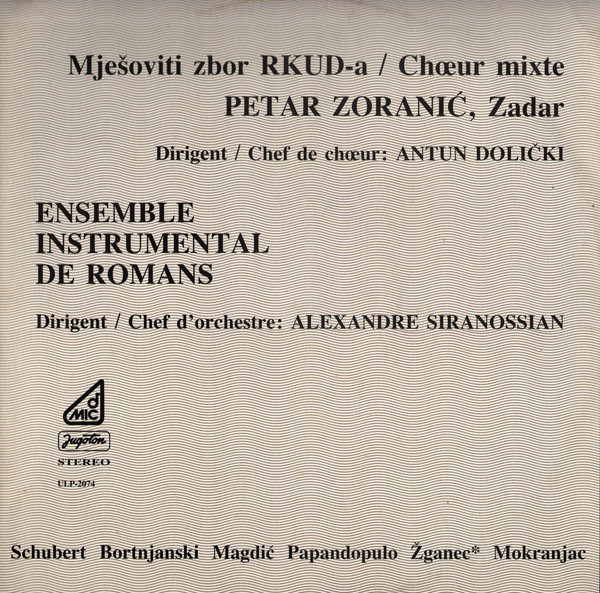 Mješoviti zbor RKUD-a / Chœur mixte
PETAR ZORANIĆ, Zadar
Dirigent / Chef de chœur: ANTUN DOLIČKI
ENSEMBLE
INSTRUMENTAL
DE ROMANS
Dirigent / Chef d'orchestre: ALEXANDRE SIRANOSSIAN
d
MIC
Jugoton
STEREO
ULP-2074
Schubert Bortnjanski Magdić Papandopulo Žganec* Mokranjac